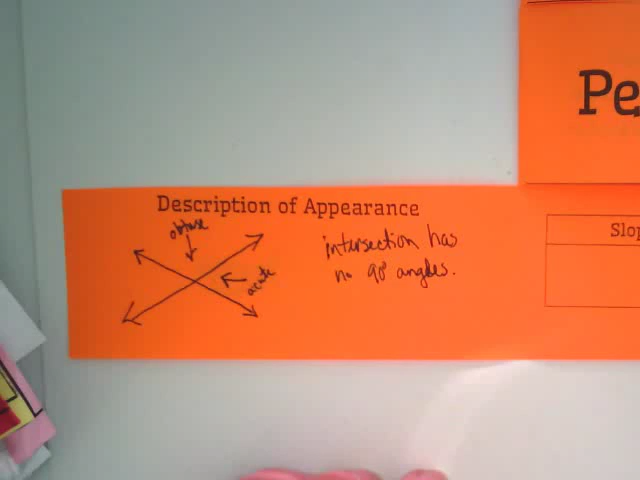 Pe
Description of Appearance
obtuse
acute
intersection has
no 90° angles.
Slop